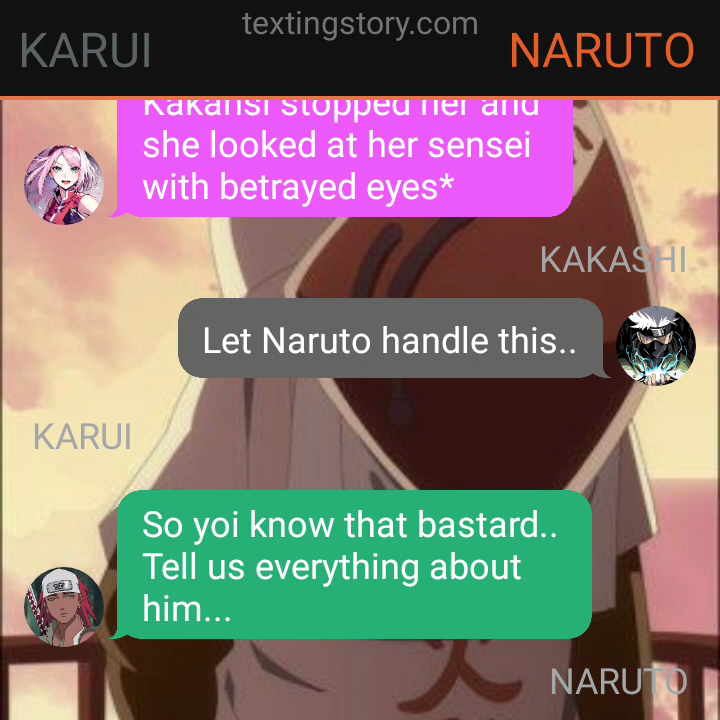 textingstory.com
KARUI
NARUTO
Kakahsi stopped her and
she looked at her sensei
with betrayed eyes*
KAKASHI
Let Naruto handle this..
KARUI
So yoi know that bastard..
Tell us everything about
him...
NARUTO